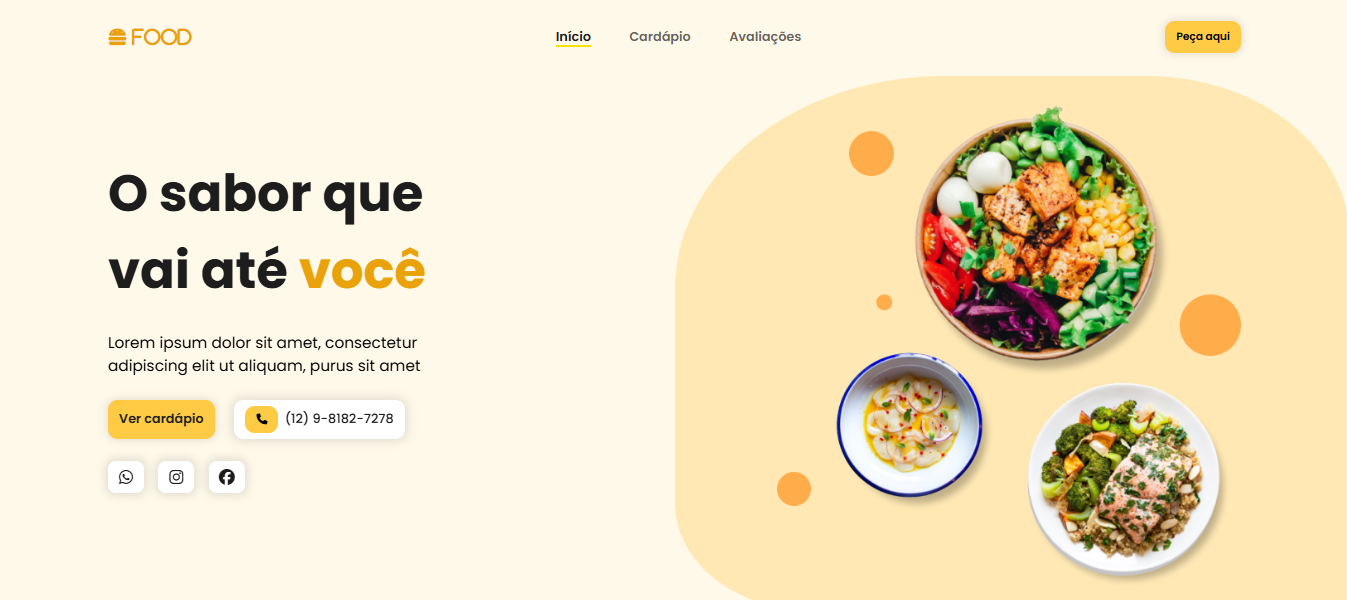 FOOD
Início
Cardápio
Avaliações
Peça aqui
O sabor que
vai até você
Lorem ipsum dolor sit amet, consectetur
adipiscing elit ut aliquam, purus sit amet
Ver cardápio
(12) 9-8182-7278